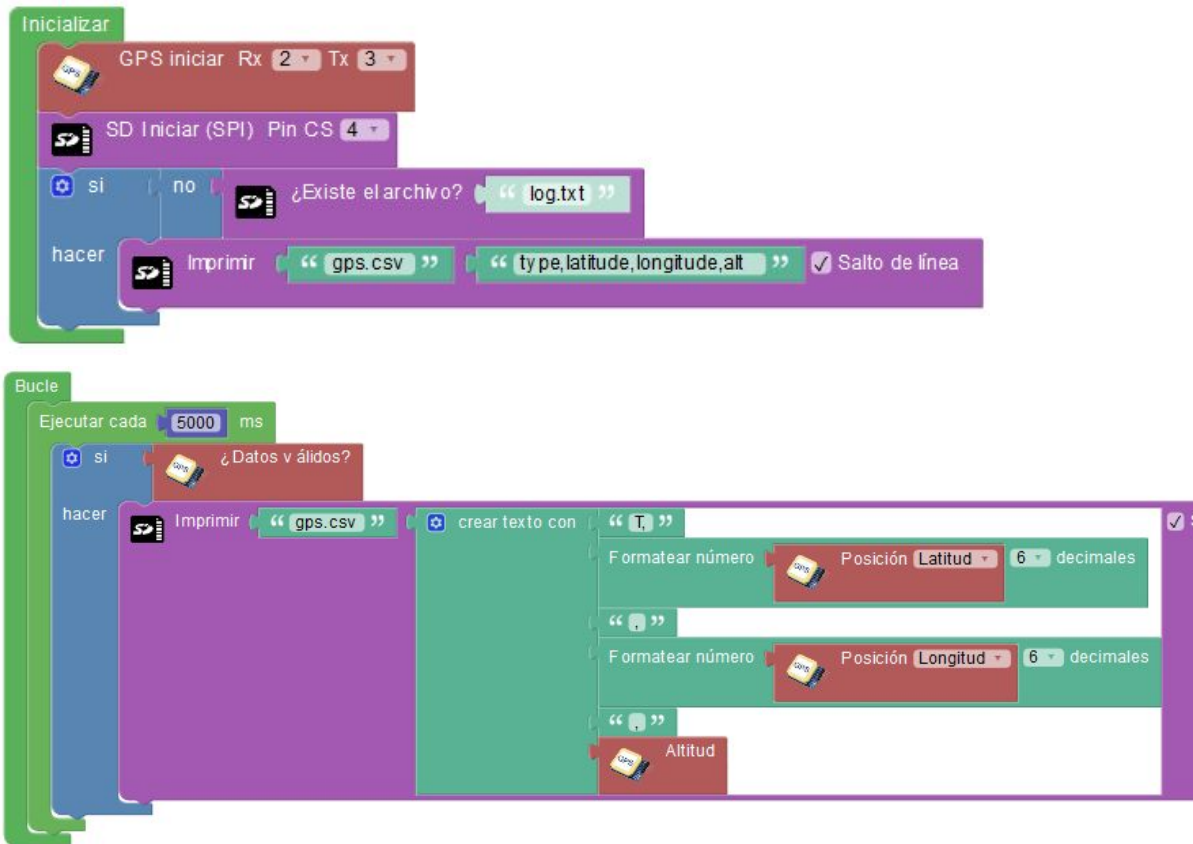 Inicializar
GPS iniciar Rx 2 Tx 3
SD Iniciar (SPI) Pin CS 4
si no ¿Existe el archivo? “ log.txt ”
hacer Imprimir “ gps.csv ” “ type,latitude,longitude,alt ” Salto de línea
Bucle
Ejecutar cada 5000 ms
si ¿Datos válidos?
hacer Imprimir “ gps.csv ” crear texto con “ T, ” S
Formatear número Posición Latitud 6 decimales
“ , ”
Formatear número Posición Longitud 6 decimales
“ , ”
Altitud